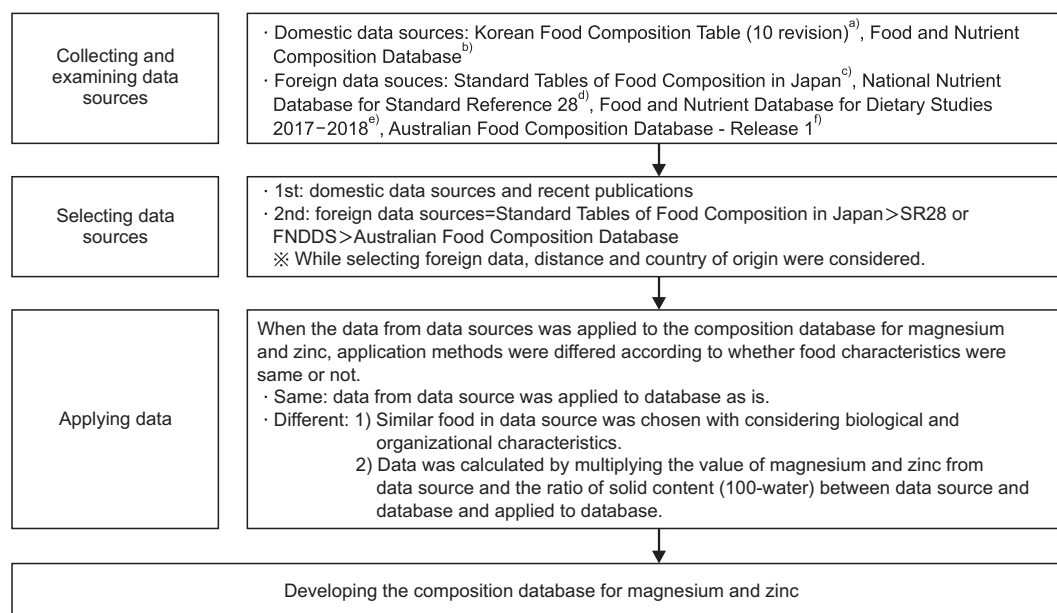 Collecting and
examining data
sources
· Domestic data sources: Korean Food Composition Table (10 revision)a), Food and Nutrient
Composition Databaseb)
· Foreign data souces: Standard Tables of Food Composition in Japanc), National Nutrient
Database for Standard Reference 28d), Food and Nutrient Database for Dietary Studies
2017−2018e), Australian Food Composition Database - Release 1f)
Selecting data
sources
· 1st: domestic data sources and recent publications
· 2nd: foreign data sources=Standard Tables of Food Composition in Japan>SR28 or
FNDDS>Australian Food Composition Database
※ While selecting foreign data, distance and country of origin were considered.
Applying data
When the data from data sources was applied to the composition database for magnesium
and zinc, application methods were differed according to whether food characteristics were
same or not.
· Same: data from data source was applied to database as is.
· Different: 1) Similar food in data source was chosen with considering biological and
organizational characteristics.
2) Data was calculated by multiplying the value of magnesium and zinc from
data source and the ratio of solid content (100-water) between data source and
database and applied to database.
Developing the composition database for magnesium and zinc